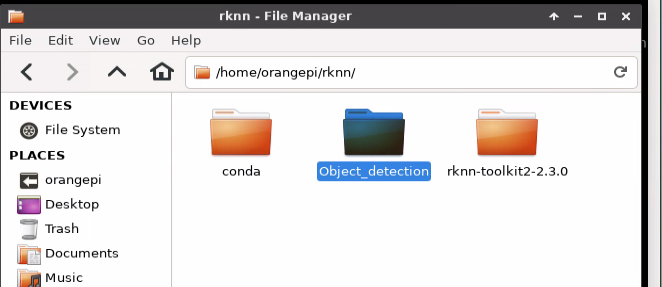 rknn - File Manager
File Edit View Go Help
/home/orangepi/rknn/
DEVICES
File System
PLACES
orangepi
Desktop
Trash
Documents
Music
conda
Object_detection
rknn-toolkit2-2.3.0